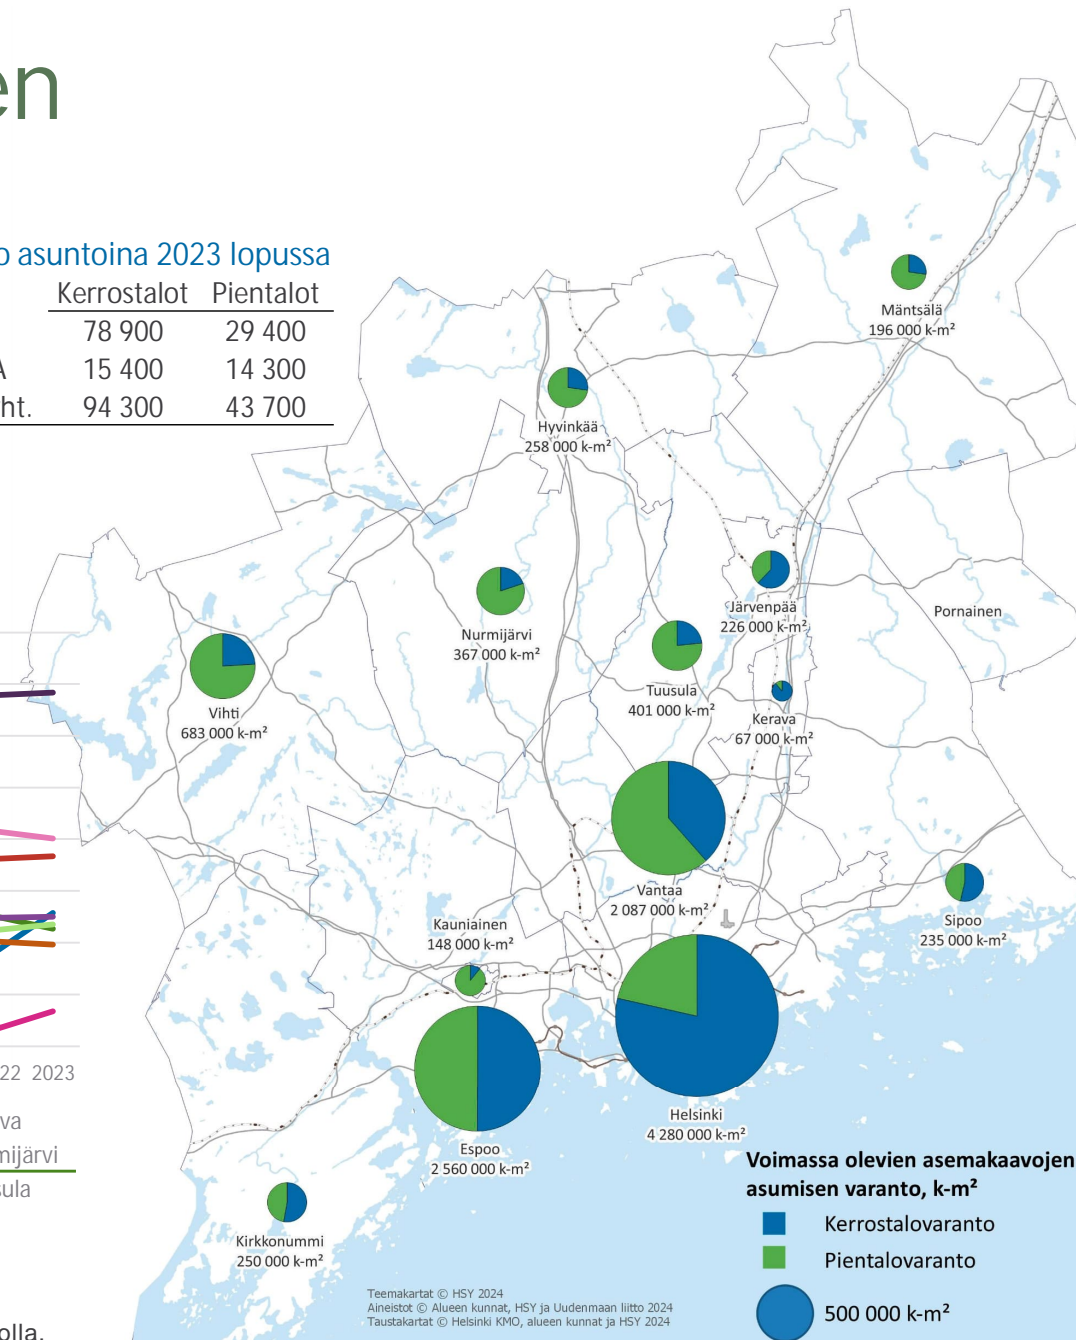 en
o asuntoina 2023 lopussa
Kerrostalot Pientalot
78 900 29 400
A 15 400 14 300
ht. 94 300 43 700
Mäntsälä
196 000 k-m²
Hyvinkää
258 000 k-m²
Järvenpää
226 000 k-m²
Pornainen
Nurmijärvi
367 000 k-m²
Tuusula
401 000 k-m²
Vihti
683 000 k-m²
Kerava
67 000 k-m²
Vantaa
2 087 000 k-m²
Sipoo
235 000 k-m²
Kauniainen
148 000 k-m²
22 2023
va
mijärvi
sula
Helsinki
4 280 000 k-m²
Espoo
2 560 000 k-m²
Kirkkonummi
250 000 k-m²
Voimassa olevien asemakaavojen
asumisen varanto, k-m²
Kerrostalovaranto
Pientalovaranto
500 000 k-m²
Teemakartat © HSY 2024
Aineistot © Alueen kunnat, HSY ja Uudenmaan liitto 2024
Taustakartat © Helsinki KMO, alueen kunnat ja HSY 2024
olla.